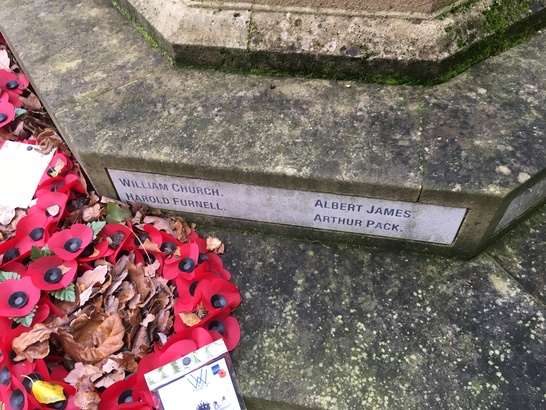 WILLIAM CHURCH.
HAROLD FURNELL.
ALBERT JAMES.
ARTHUR PACK.